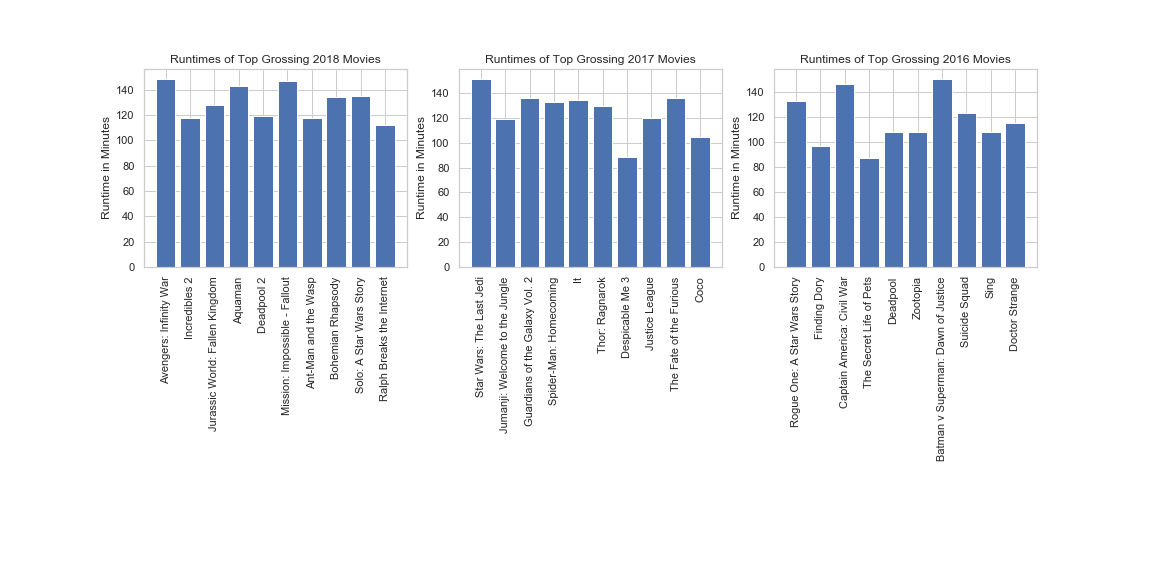 Runtimes of Top Grossing 2018 Movies
Runtime in Minutes
140
120
100
80
60
40
20
0
Avengers: Infinity War
Incredibles 2
Jurassic World: Fallen Kingdom
Aquaman
Deadpool 2
Mission: Impossible - Fallout
Ant-Man and the Wasp
Bohemian Rhapsody
Solo: A Star Wars Story
Ralph Breaks the Internet
Runtimes of Top Grossing 2017 Movies
Runtime in Minutes
140
120
100
80
60
40
20
0
Star Wars: The Last Jedi
Jumanji: Welcome to the Jungle
Guardians of the Galaxy Vol. 2
Spider-Man: Homecoming
It
Thor: Ragnarok
Despicable Me 3
Justice League
The Fate of the Furious
Coco
Runtimes of Top Grossing 2016 Movies
Runtime in Minutes
140
120
100
80
60
40
20
0
Rogue One: A Star Wars Story
Finding Dory
Captain America: Civil War
The Secret Life of Pets
Deadpool
Zootopia
Batman v Superman: Dawn of Justice
Suicide Squad
Sing
Doctor Strange